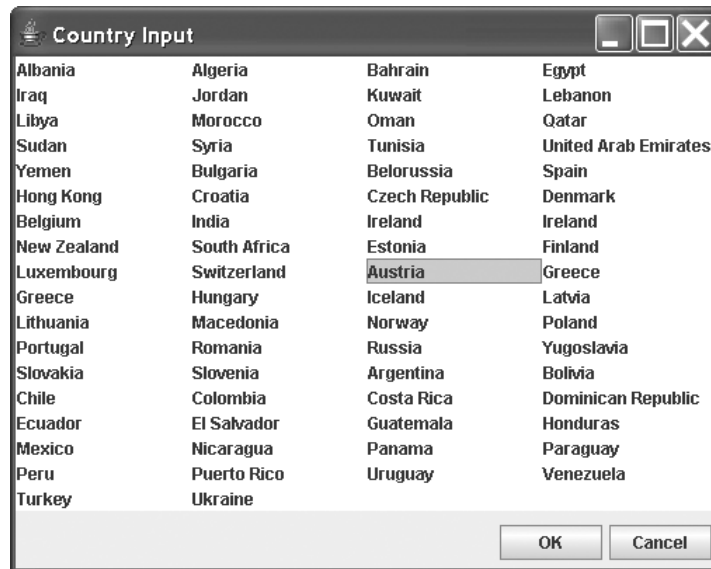 Country Input
Albania Algeria Bahrain Egypt
Iraq Jordan Kuwait Lebanon
Libya Morocco Oman Qatar
Sudan Syria Tunisia United Arab Emirates
Yemen Bulgaria Belorussia Spain
Hong Kong Croatia Czech Republic Denmark
Belgium India Ireland Ireland
New Zealand South Africa Estonia Finland
Luxembourg Switzerland Austria Greece
Greece Hungary Iceland Latvia
Lithuania Macedonia Norway Poland
Portugal Romania Russia Yugoslavia
Slovakia Slovenia Argentina Bolivia
Chile Colombia Costa Rica Dominican Republic
Ecuador El Salvador Guatemala Honduras
Mexico Nicaragua Panama Paraguay
Peru Puerto Rico Uruguay Venezuela
Turkey Ukraine
OK Cancel